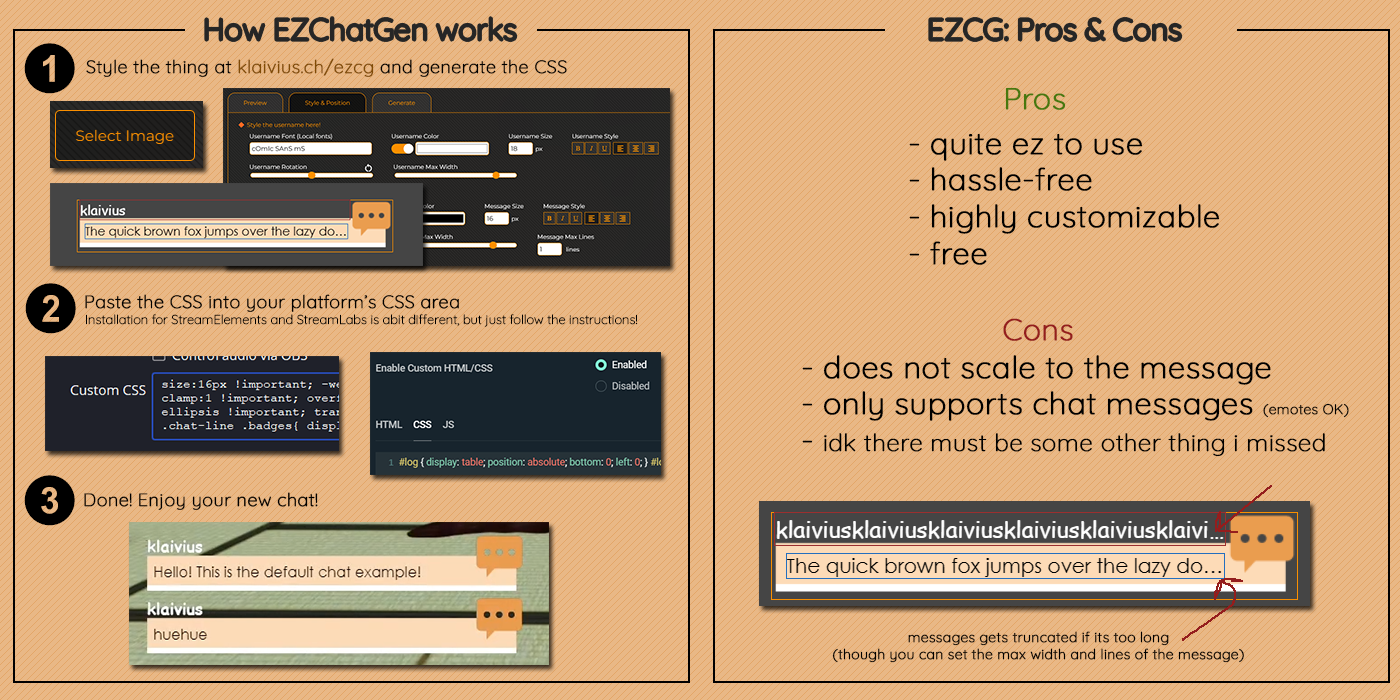 How EZChatGen works
1
Style the thing at klaivius.ch/ezcg and generate the CSS
Select Image
Preview
Style & Position
Generate
Style the username here!
Username Font (Local fonts)
Username Color
Username Size
Username Style
cOmIc SAnS mS
18 px
B I U
Username Rotation
Username Max Width
olor
Message Size
Message Style
16 px
B I U
Max Width
Message Max Lines
1 lines
klaivius
The quick brown fox jumps over the lazy do...
2
Paste the CSS into your platform's CSS area
Installation for StreamElements and StreamLabs is abit different, but just follow the instructions!
Control audio via OBS
Custom CSS
size:16px !important; -we
clamp:1 !important; overf
ellipsis !important; tran
.chat-line .badges{ displ
Enable Custom HTML/CSS
Enabled
Disabled
HTML CSS JS
1 #log { display: table; position: absolute; bottom: 0; left: 0; } #lo
3
Done! Enjoy your new chat!
klaivius
Hello! This is the default chat example!
klaivius
huehue
EZCG: Pros & Cons
Pros
- quite ez to use
- hassle-free
- highly customizable
- free
Cons
- does not scale to the message
- only supports chat messages (emotes OK)
- idk there must be some other thing i missed
klaiviusklaiviusklaiviusklaiviusklaiviusklaivi...
The quick brown fox jumps over the lazy do...
messages gets truncated if its too long
(though you can set the max width and lines of the message)